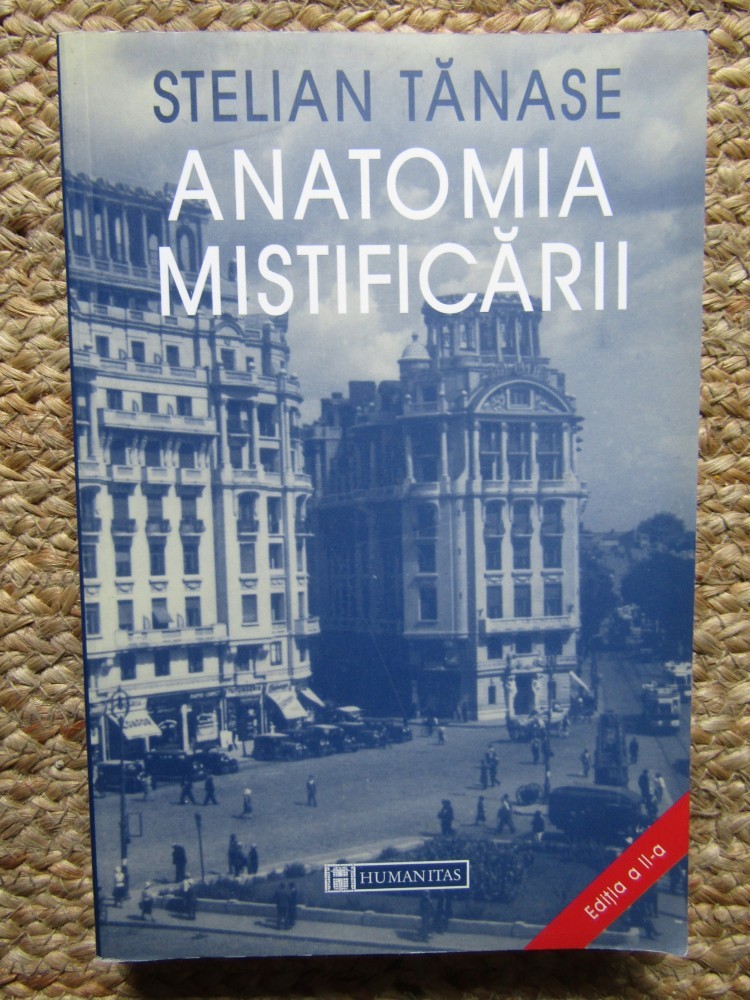 STELIAN TĂNASE
ANATOMIA
MISTIFICĂRII
HUMANITAS
Ediția a II-a